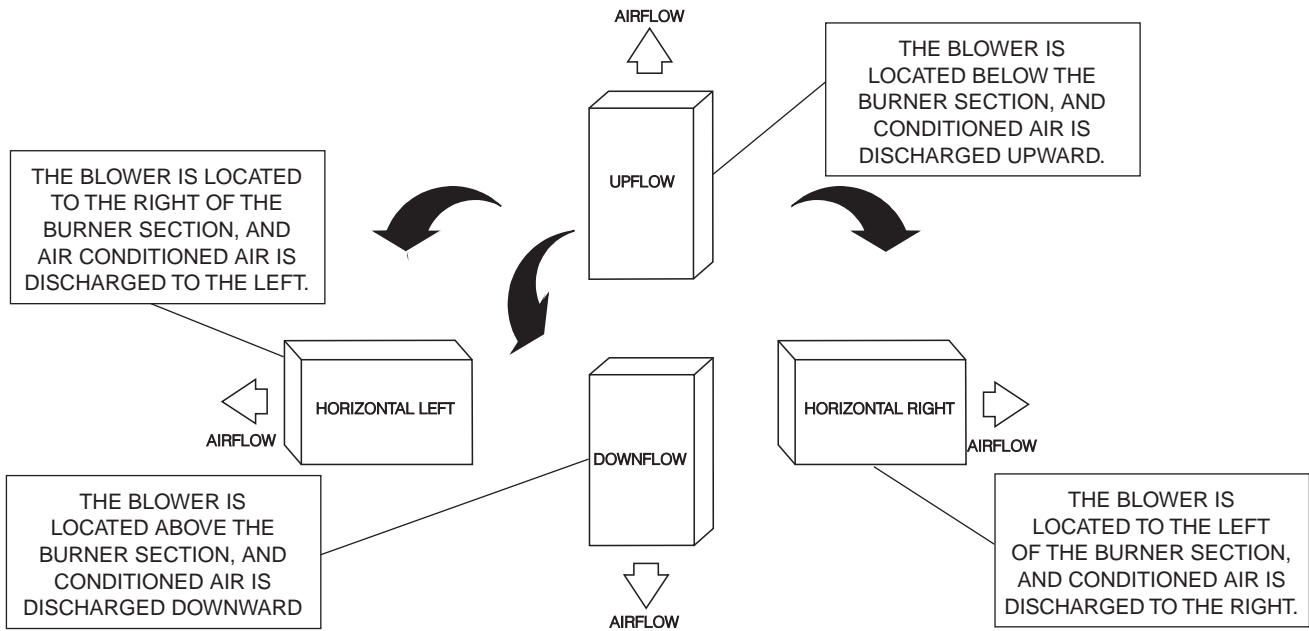 AIRFLOW
THE BLOWER IS
LOCATED BELOW THE
BURNER SECTION, AND
CONDITIONED AIR IS
DISCHARGED UPWARD.
UPFLOW
THE BLOWER IS LOCATED
TO THE RIGHT OF THE
BURNER SECTION, AND
AIR CONDITIONED AIR IS
DISCHARGED TO THE LEFT.
HORIZONTAL LEFT
AIRFLOW
DOWNFLOW
HORIZONTAL RIGHT
AIRFLOW
THE BLOWER IS
LOCATED ABOVE THE
BURNER SECTION, AND
CONDITIONED AIR IS
DISCHARGED DOWNWARD
AIRFLOW
THE BLOWER IS
LOCATED TO THE LEFT
OF THE BURNER SECTION,
AND CONDITIONED AIR IS
DISCHARGED TO THE RIGHT.